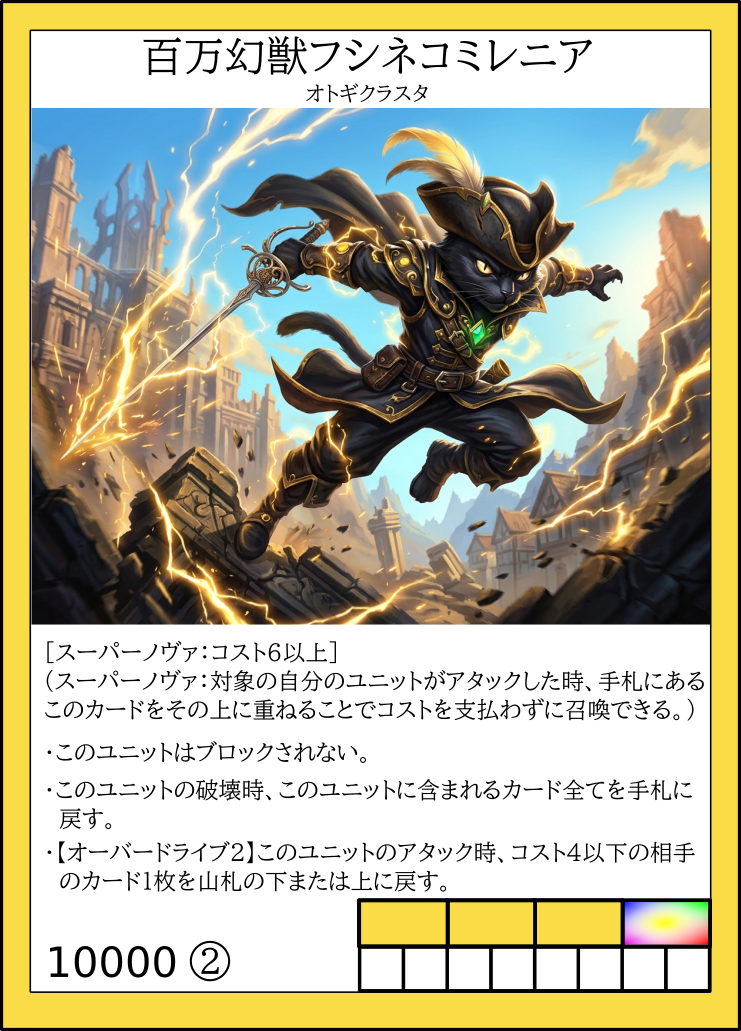 百万幻獣フシネコミレニア
オトギクラスタ
［スーパーノヴァ：コスト6以上］
（スーパーノヴァ：対象の自分のユニットがアタックした時、手札にある
このカードをその上に重ねることでコストを支払わずに召喚できる。）
・このユニットはブロックされない。
・このユニットの破壊時、このユニットに含まれるカード全てを手札に
戻す。
・【オーバードライブ2】このユニットのアタック時、コスト4以下の相手
のカード1枚を山札の下または上に戻す。
10000 ②